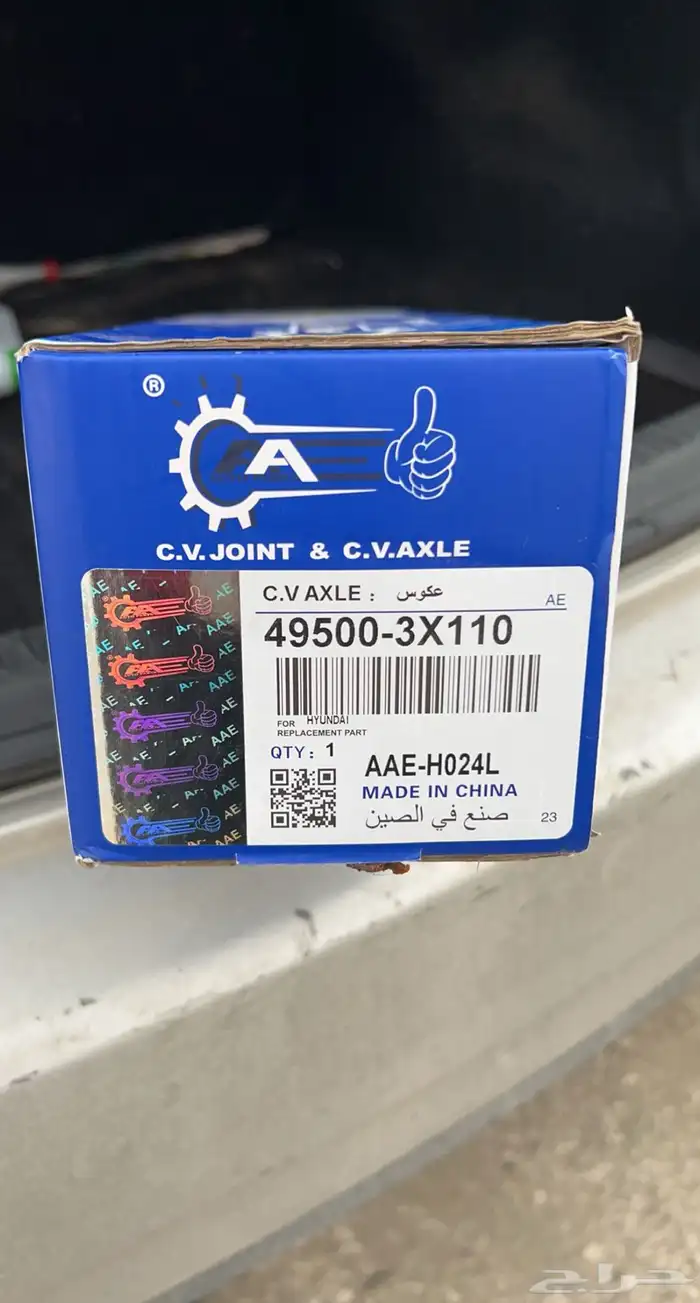 ®
AAE
C.V. JOINT & C.V.AXLE
C.V AXLE : عكوس
AE
49500-3X110
FOR HYUNDAI
REPLACEMENT PART
QTY: 1
AAE-H024L
MADE IN CHINA
صنع في الصين
23
حراج